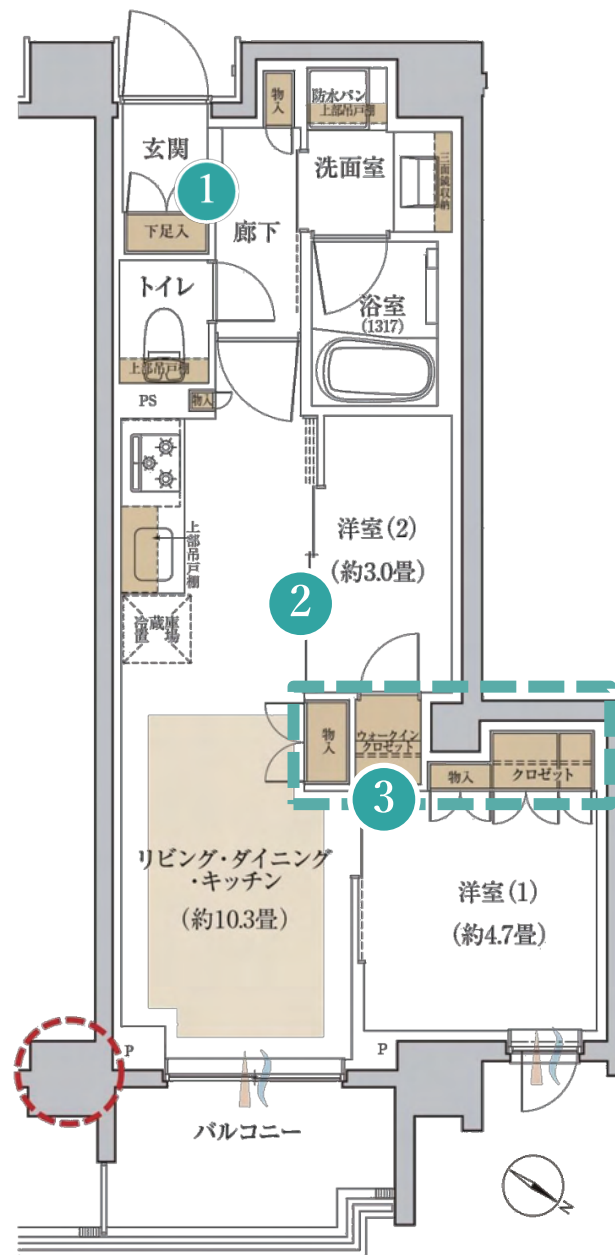 物入
防水パン
上部吊戸棚
玄関
1
洗面室
三面鏡収納
下足入
廊下
トイレ
浴室
(1317)
上部吊戸棚
PS
物入
上部吊戸棚
洋室(2)
(約3.0畳)
2
冷蔵庫
置場
物入
ウォークイン
クロゼット
物入
クロゼット
3
リビング・ダイニング
・キッチン
(約10.3畳)
洋室(1)
(約4.7畳)
P
P
バルコニー
N